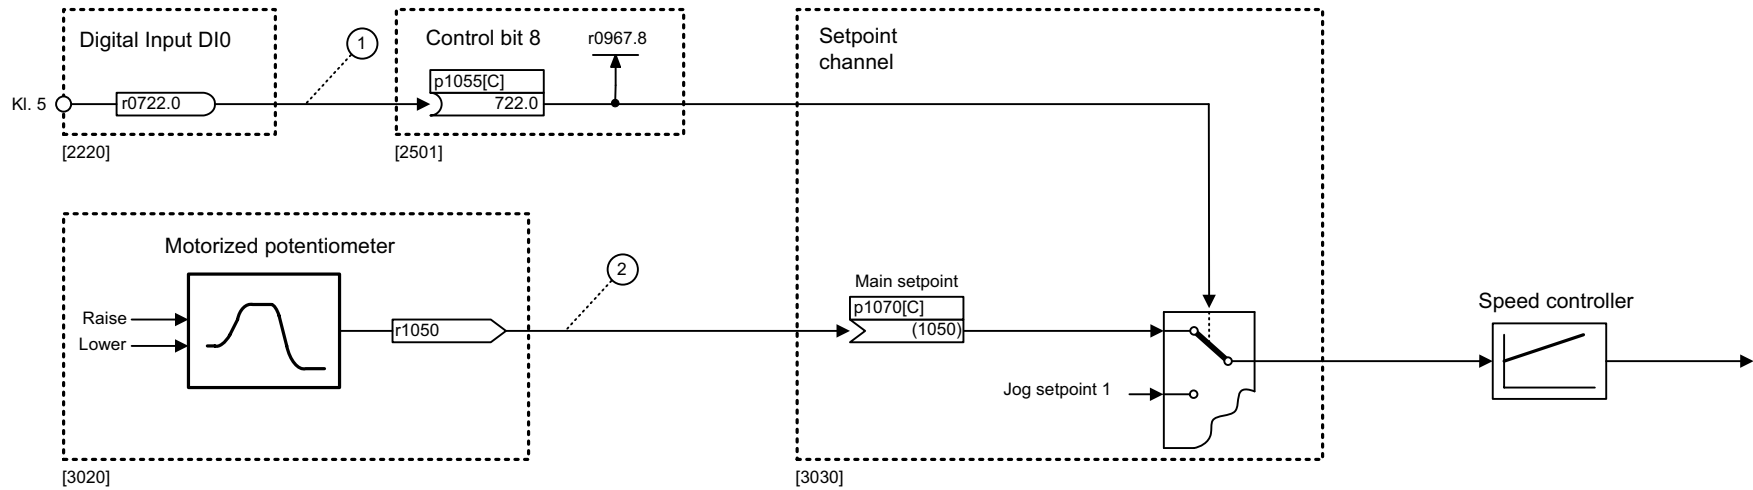 Digital Input DI0
1
Control bit 8
r0967.8
Setpoint
channel
p1055[C]
Kl. 5
r0722.0
722.0
[2220]
[2501]
Motorized potentiometer
2
Main setpoint
p1070[C]
Speed controller
Raise
r1050
(1050)
Lower
Jog setpoint 1
[3020]
[3030]